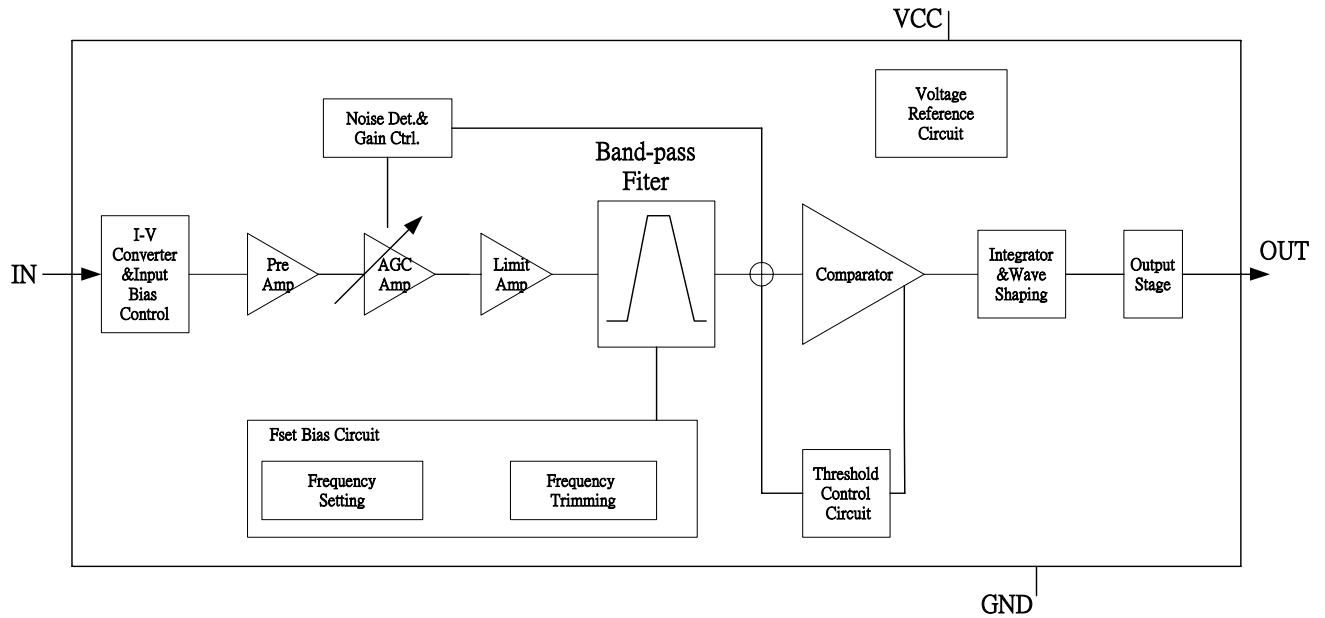 VCC
Voltage
Reference
Circuit
Noise Det.&
Gain Ctrl.
Band-pass
Fiter
IN
I-V
Converter
&Input
Bias
Control
Pre
Amp
AGC
Amp
Limit
Amp
Comparator
Integrator
&Wave
Shaping
Output
Stage
OUT
Fset Bias Circuit
Frequency
Setting
Frequency
Trimming
Threshold
Control
Circuit
GND